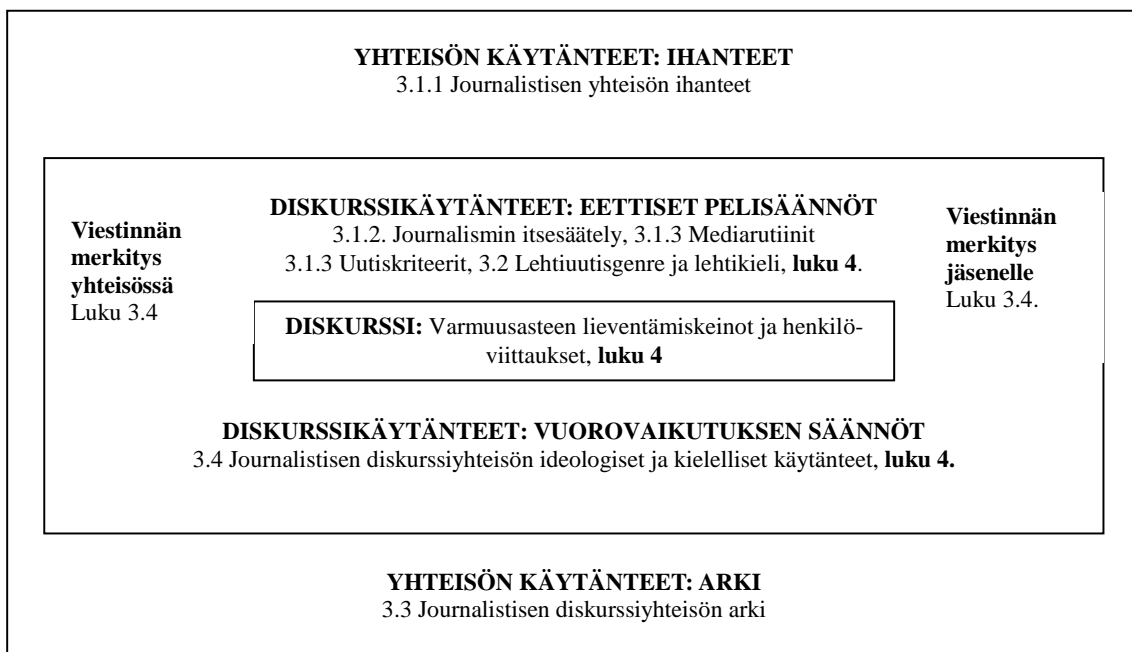 YHTEISÖN KÄYTÄNTEET: IHANTEET
3.1.1 Journalistisen yhteisön ihanteet
Viestinnän
merkitys
yhteisössä
Luku 3.4
DISKURSSIKÄYTÄNTEET: EETTISET PELISÄÄNNÖT
3.1.2. Journalismin itsesäätely, 3.1.3 Mediarutiinit
3.1.3 Uutiskriteerit, 3.2 Lehtiuutisgenre ja lehtikieli, luku 4.
Viestinnän
merkitys
jäsenelle
Luku 3.4.
DISKURSSI: Varmuusasteen lieventämiskeinot ja henkilö-
viittaukset, luku 4
DISKURSSIKÄYTÄNTEET: VUOROVAIKUTUKSEN SÄÄNNÖT
3.4 Journalistisen diskurssiyhteisön ideologiset ja kielelliset käytänteet, luku 4.
YHTEISÖN KÄYTÄNTEET: ARKI
3.3 Journalistisen diskurssiyhteisön arki